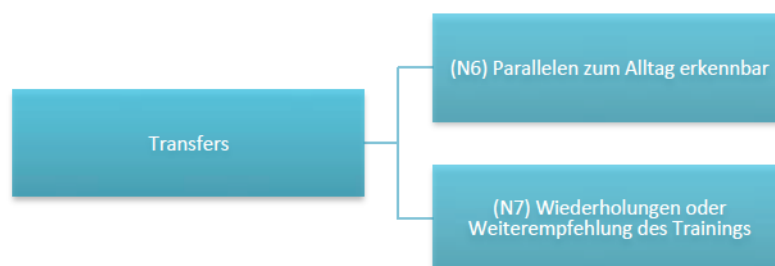 (N6) Parallelen zum Alltag erkennbar
Transfers
(N7) Wiederholungen oder
Weiterempfehlung des Trainings